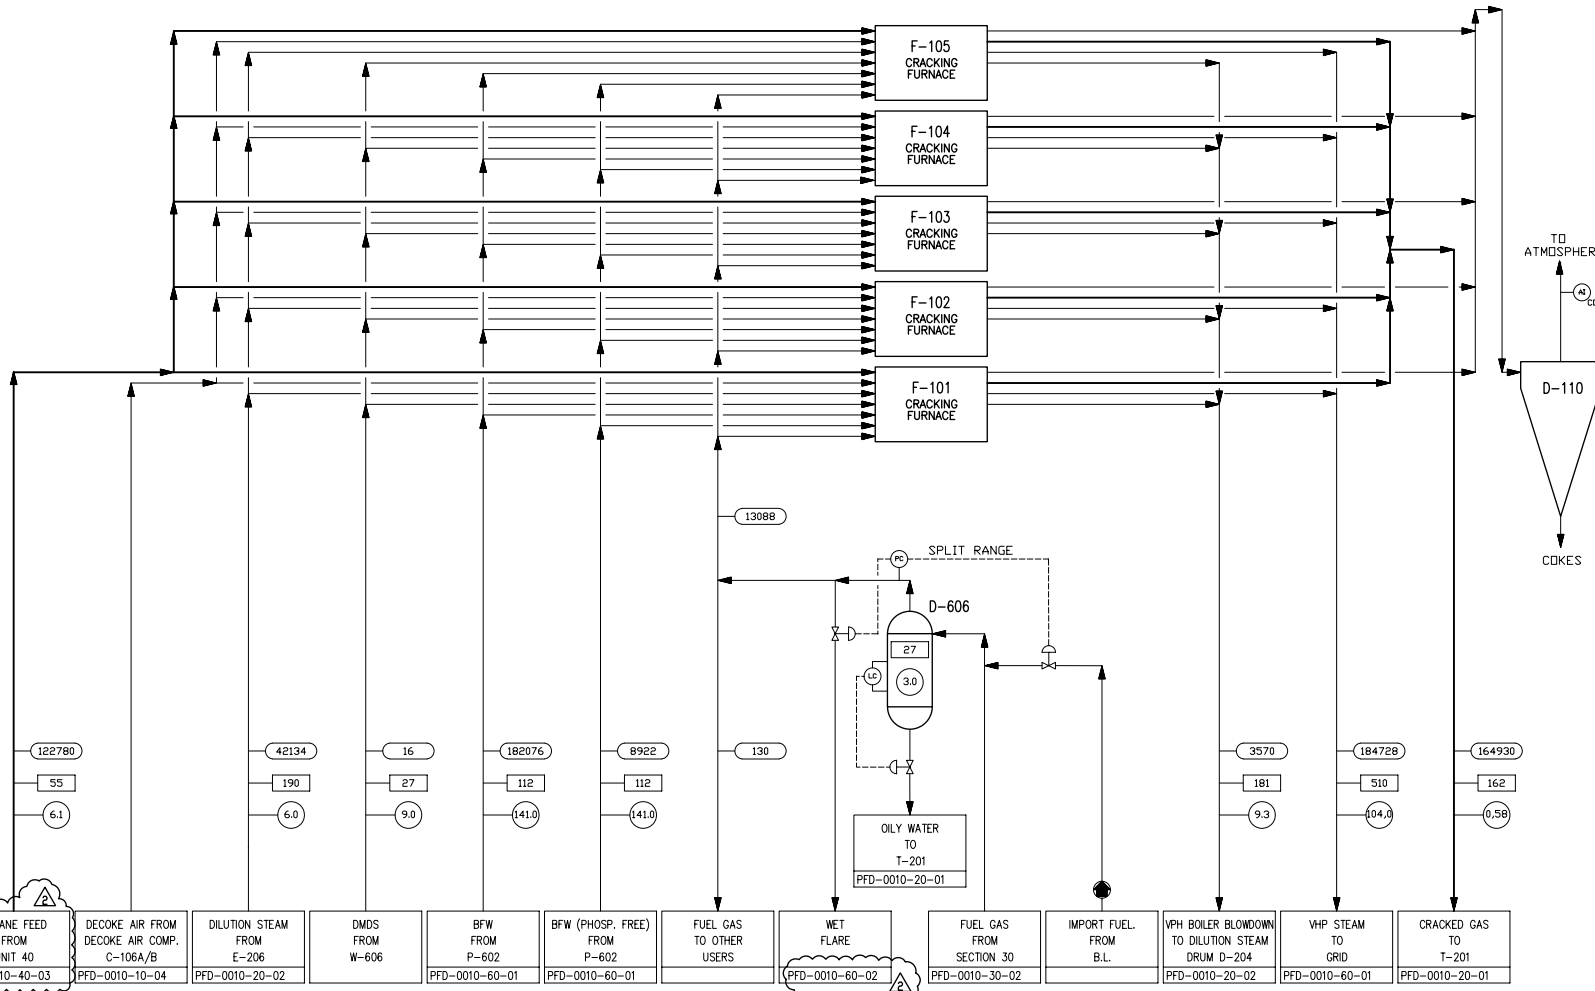 F-105
CRACKING
FURNACE
F-104
CRACKING
FURNACE
F-103
CRACKING
FURNACE
F-102
CRACKING
FURNACE
F-101
CRACKING
FURNACE
TO
ATMOSPHER
AI
CO
D-110
COKES
13088
PC
SPLIT RANGE
D-606
27
LC
3.0
122780
42134
16
182076
8922
130
3570
184728
164930
55
190
27
112
112
181
510
162
6.1
6.0
9.0
141.0
141.0
9.3
104,0
0,58
OILY WATER
TO
T-201
PFD-0010-20-01
2
ANE FEED
FROM
NIT 40
10-40-03
DECOKE AIR FROM
DECOKE AIR COMP.
C-106A/B
PFD-0010-10-04
DILUTION STEAM
FROM
E-206
PFD-0010-20-02
DMDS
FROM
W-606
BFW
FROM
P-602
PFD-0010-60-01
BFW (PHOSP. FREE)
FROM
P-602
PFD-0010-60-01
FUEL GAS
TO OTHER
USERS
WET
FLARE
PFD-0010-60-02
2
FUEL GAS
FROM
SECTION 30
PFD-0010-30-02
IMPORT FUEL.
FROM
B.L.
VPH BOILER BLOWDOWN
TO DILUTION STEAM
DRUM D-204
PFD-0010-20-02
VHP STEAM
TO
GRID
PFD-0010-60-01
CRACKED GAS
TO
T-201
PFD-0010-20-01